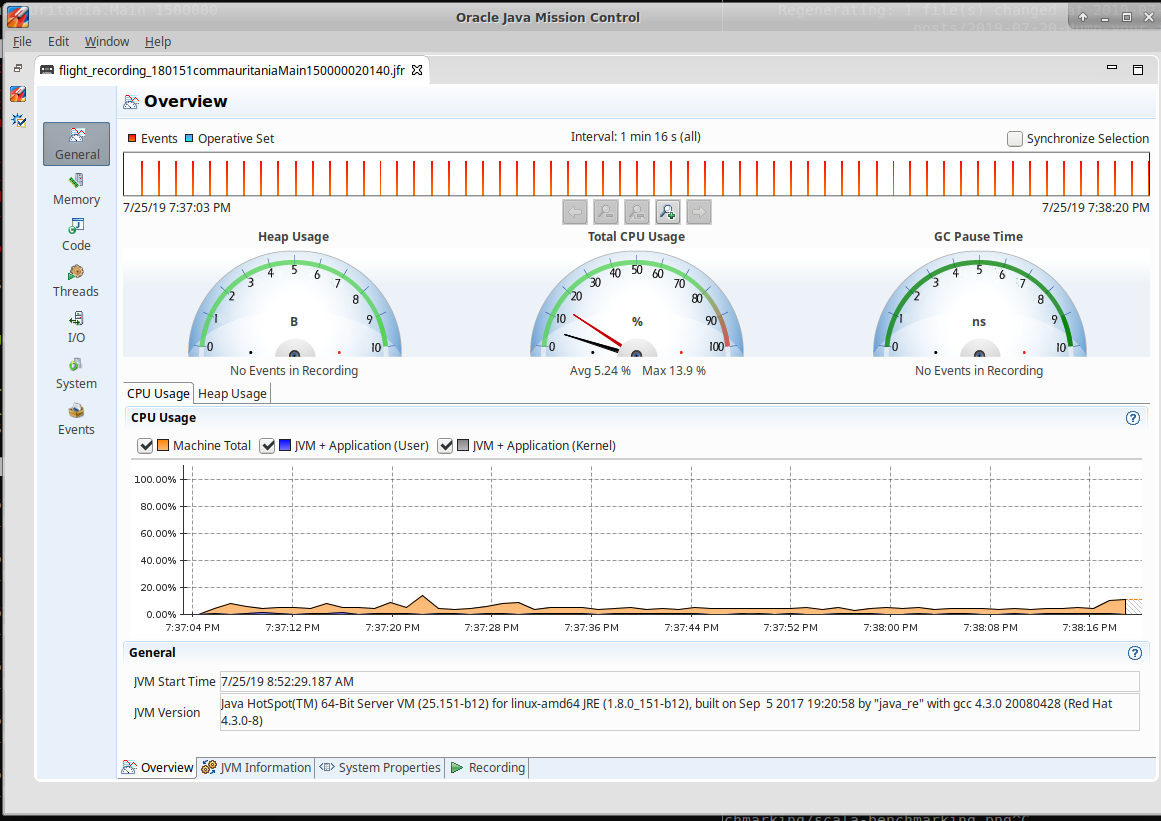 uritania.Main 1500000
Oracle Java Mission Control
Regenerating: 1 file(s) changed
File Edit Window Help
flight_recording_180151commauritaniaMain150000020140.jfr
Overview
Events Operative Set
Interval: 1 min 16 s (all)
Synchronize Selection
7/25/19 7:37:03 PM
7/25/19 7:38:20 PM
General
Memory
Code
Threads
I/O
System
Events
Heap Usage
0 1 2 3 4 5 6 7 8 9 10
B
No Events in Recording
Total CPU Usage
0 10 20 30 40 50 60 70 80 90 100
%
Avg 5.24 % Max 13.9 %
GC Pause Time
0 1 2 3 4 5 6 7 8 9 10
ns
No Events in Recording
CPU Usage Heap Usage
CPU Usage
Machine Total JVM + Application (User) JVM + Application (Kernel)
100.00%
80.00%
60.00%
40.00%
20.00%
0.00%
7:37:04 PM 7:37:12 PM 7:37:20 PM 7:37:28 PM 7:37:36 PM 7:37:44 PM 7:37:52 PM 7:38:00 PM 7:38:08 PM 7:38:16 PM
General
JVM Start Time 7/25/19 8:52:29.187 AM
JVM Version Java HotSpot(TM) 64-Bit Server VM (25.151-b12) for linux-amd64 JRE (1.8.0_151-b12), built on Sep  5 2017 19:20:58 by "java_re" with gcc 4.3.0 20080428 (Red Hat
4.3.0-8)
Overview JVM Information System Properties Recording